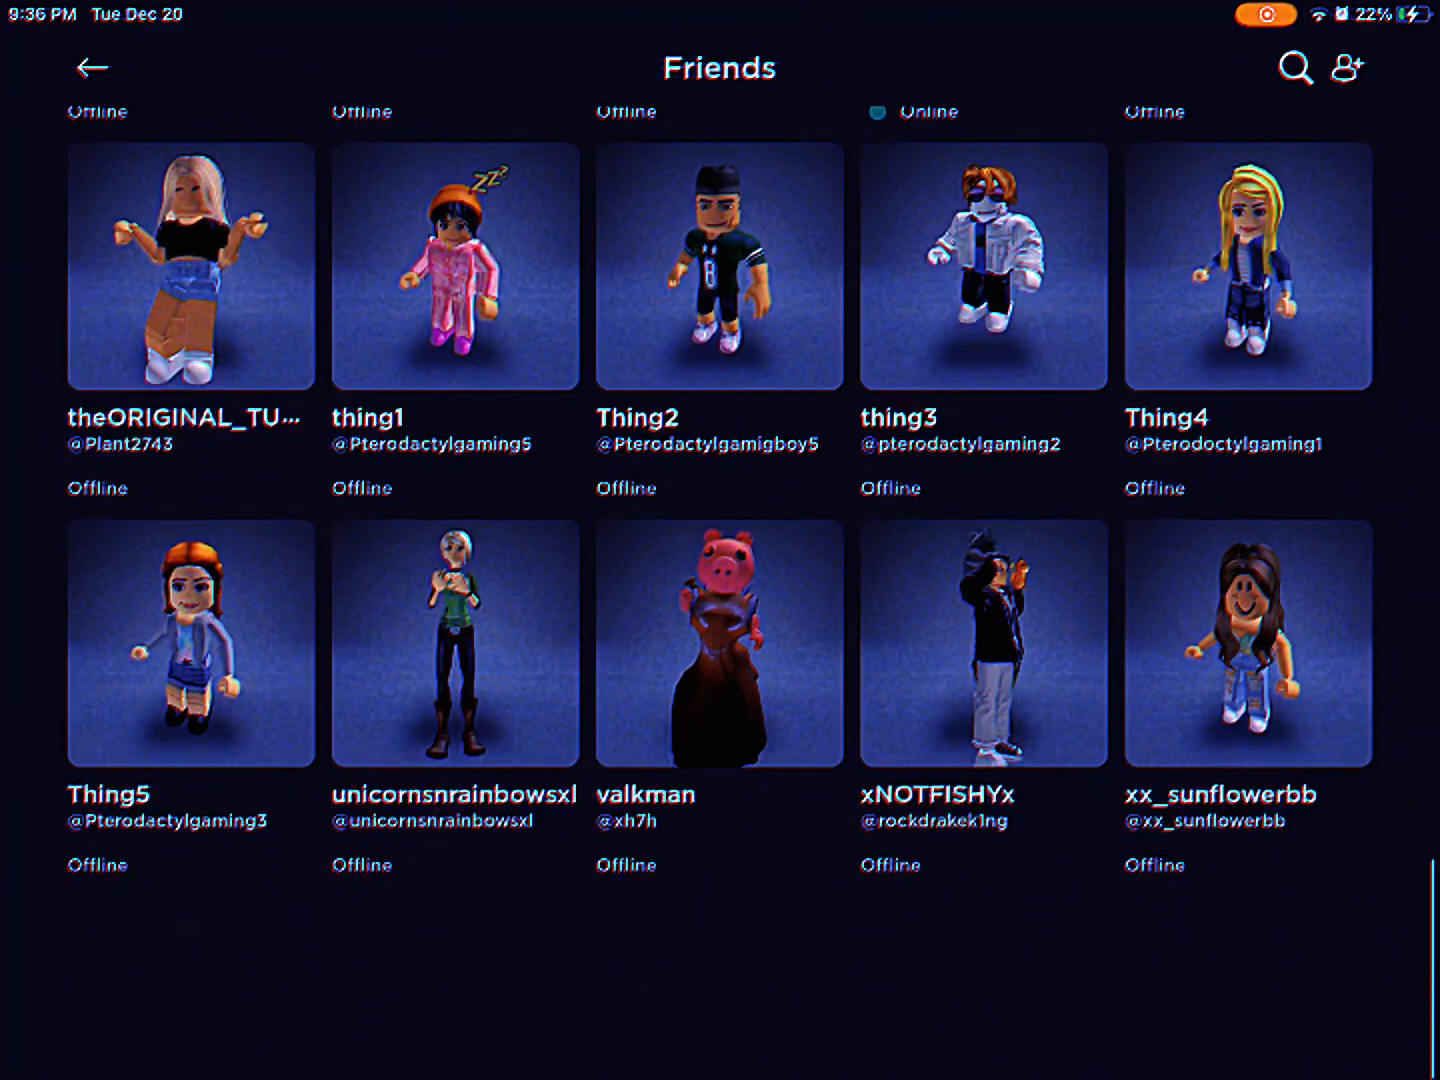 9:36 PM Tue Dec 20
22%
Friends
Offline Offline Offline Online Offline
theORIGINAL_TU... thing1 Thing2 thing3 Thing4
@Plant2743 @Pterodactylgaming5 @Pterodactylgamigboy5 @pterodactylgaming2 @Pterodoctylgaming1
Offline Offline Offline Offline Offline
Thing5 unicornsnrainbowsxl valkman xNOTFISHYx xx_sunflowerbb
@Pterodactylgaming3 @unicornsnrainbowsxl @xh7h @rockdrakek1ng @xx_sunflowerbb
Offline Offline Offline Offline Offline